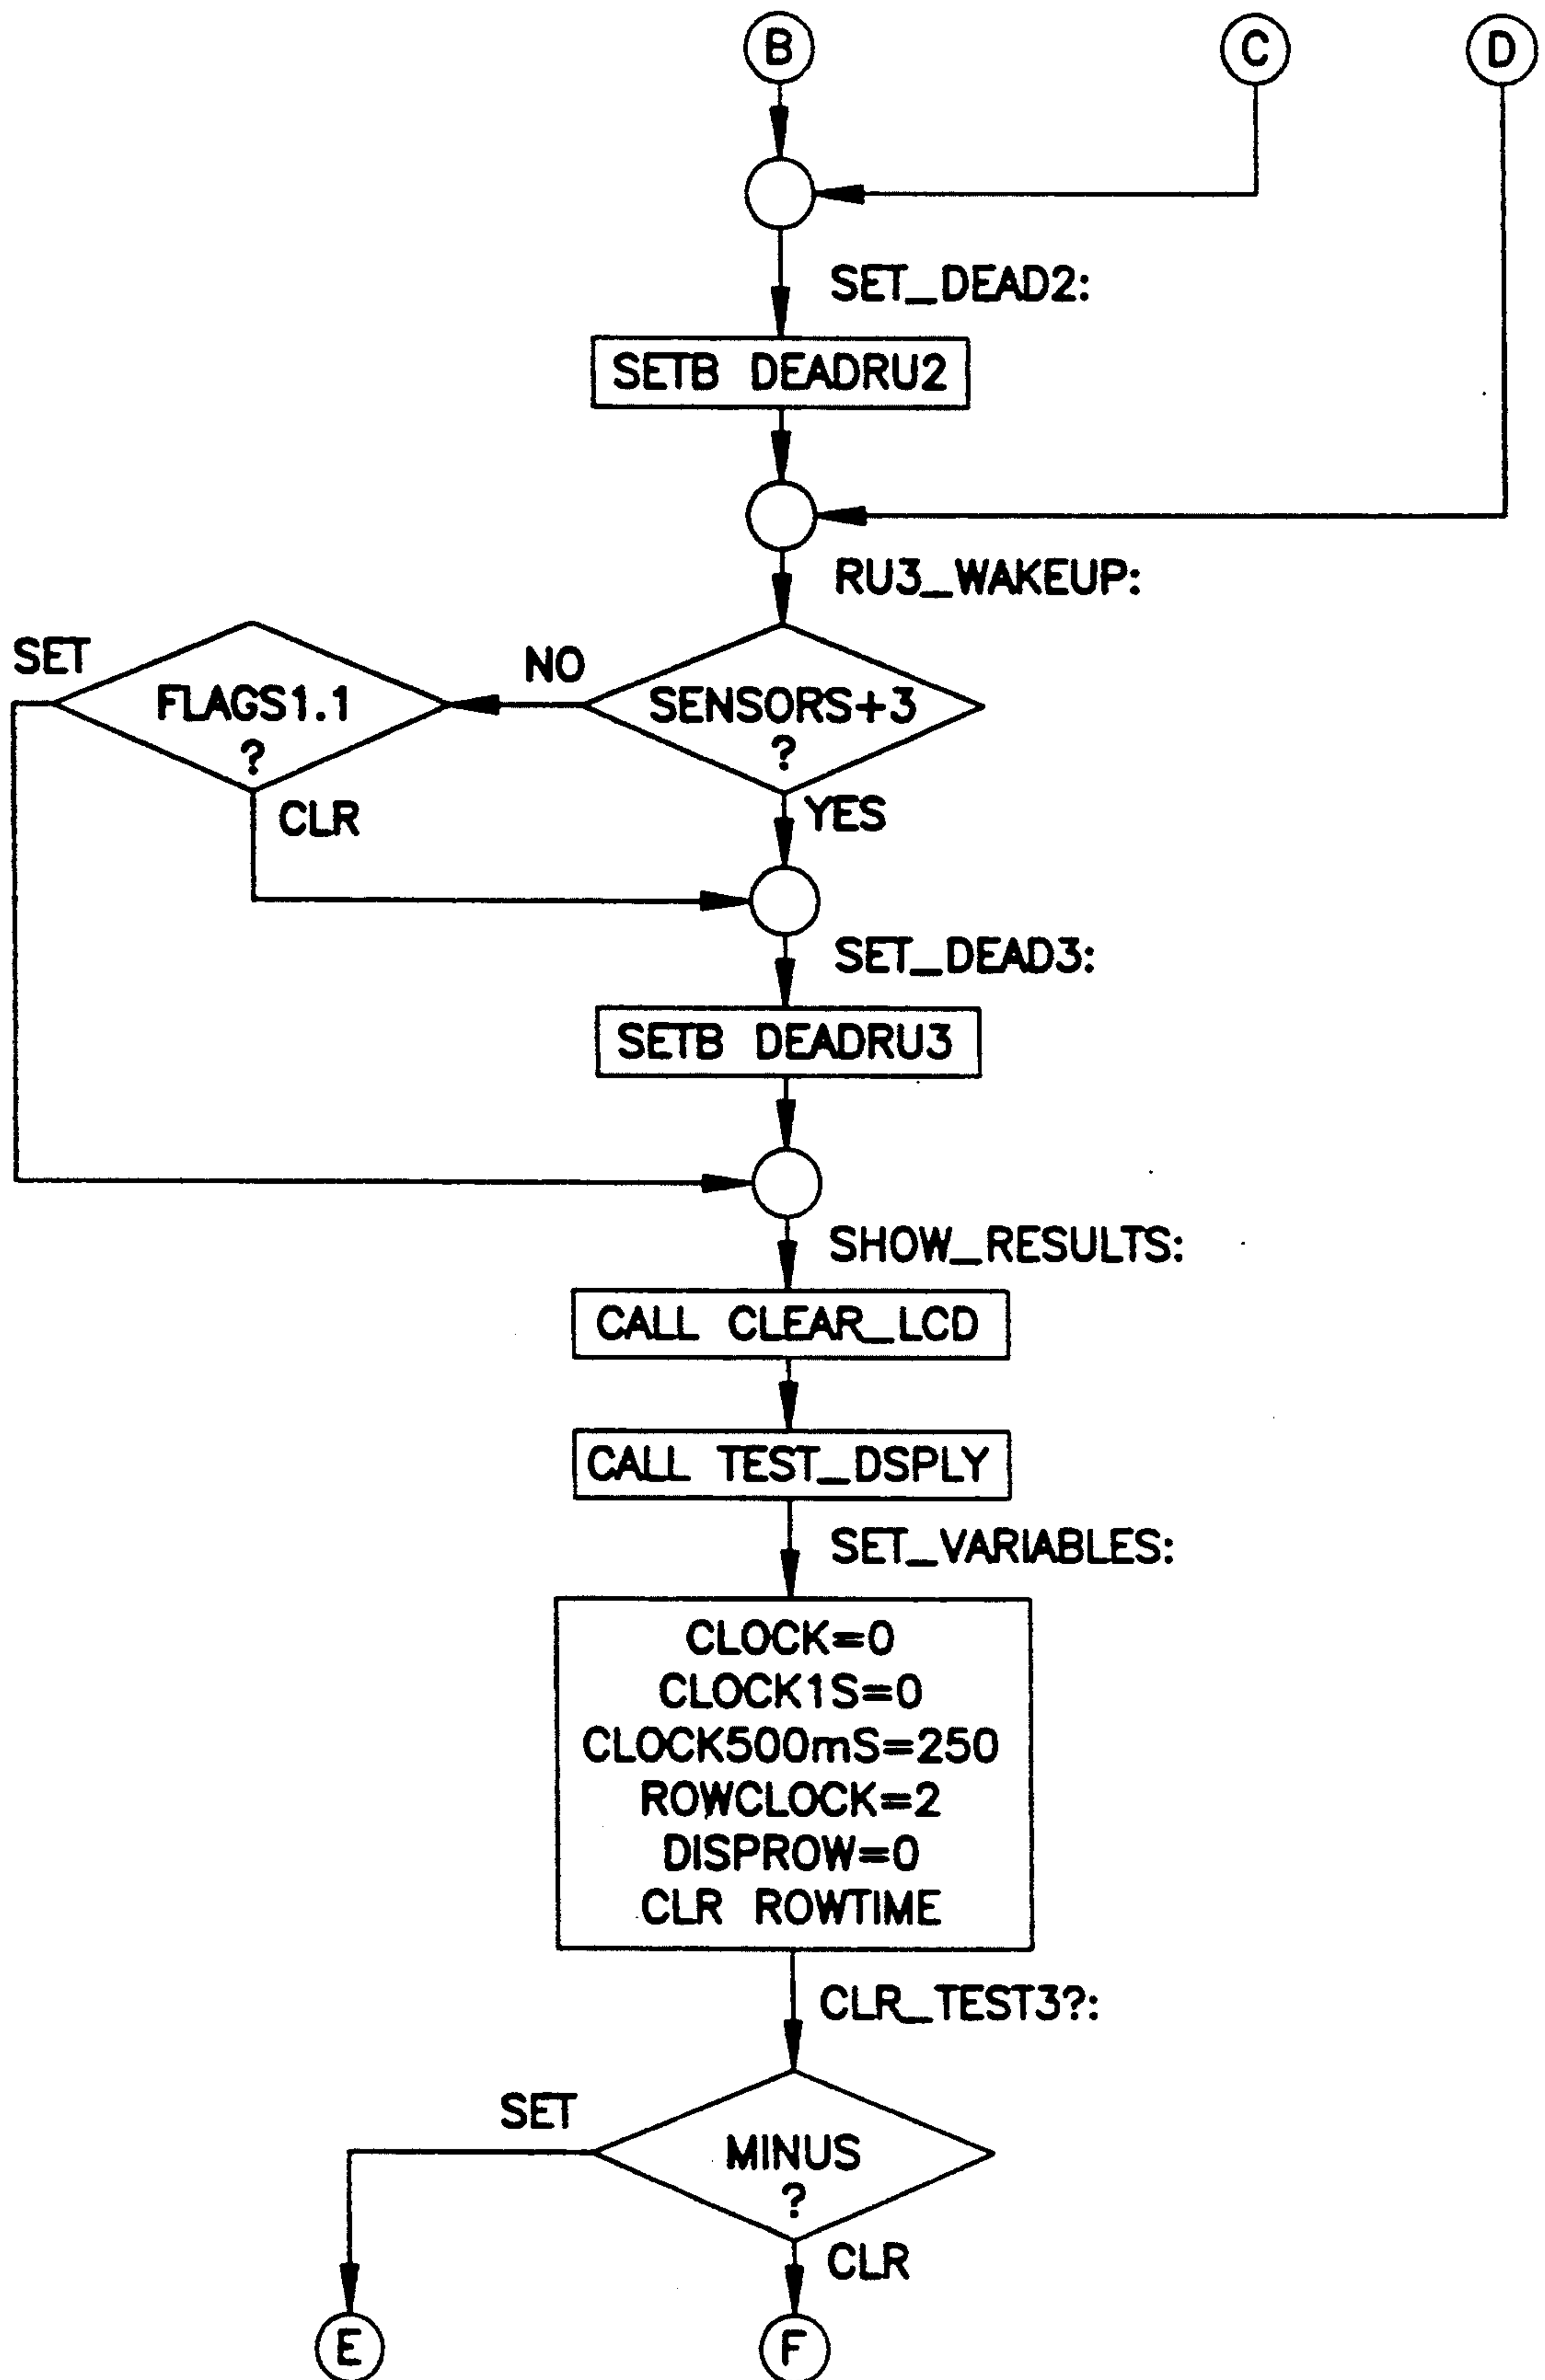 B
C
D
SET_DEAD2:
SETB DEADRU2
RU3_WAKEUP:
SET
NO
FLAGS1.1
?
SENSORS+3
?
CLR
YES
SET_DEAD3:
SETB DEADRU3
SHOW_RESULTS:
CALL CLEAR_LCD
CALL TEST_DSPLY
SET_VARIABLES:
CLOCK=0
CLOCK1S=0
CLOCK500mS=250
ROWCLOCK=2
DISPROW=0
CLR ROWTIME
CLR_TEST3?:
SET
MINUS
?
CLR
E
F